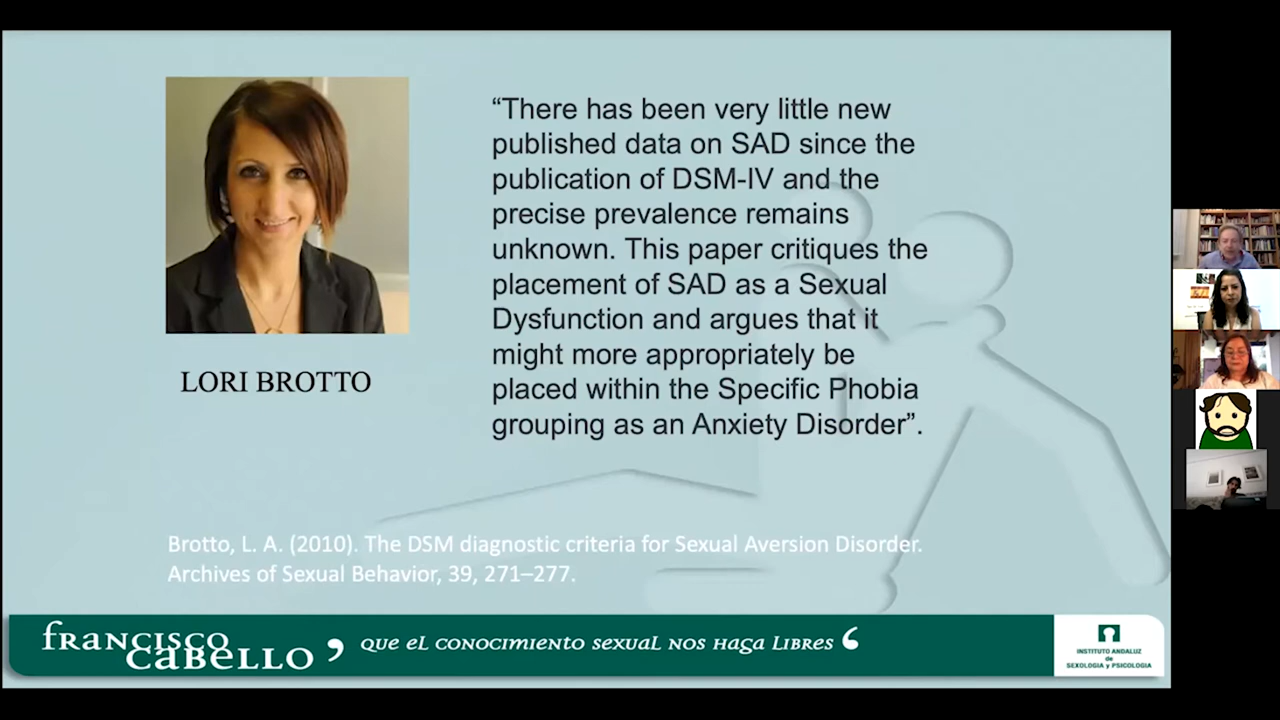 “There has been very little new
published data on SAD since the
publication of DSM-IV and the
precise prevalence remains
unknown. This paper critiques the
placement of SAD as a Sexual
Dysfunction and argues that it
might more appropriately be
placed within the Specific Phobia
grouping as an Anxiety Disorder”.
LORI BROTTO
Brotto, L. A. (2010). The DSM diagnostic criteria for Sexual Aversion Disorder.
Archives of Sexual Behavior, 39, 271–277.
francisco
cabello
, que el conocimiento sexual nos haga libres ‘
INSTITUTO ANDALUZ
de
SEXOLOGIA y PSICOLOGIA